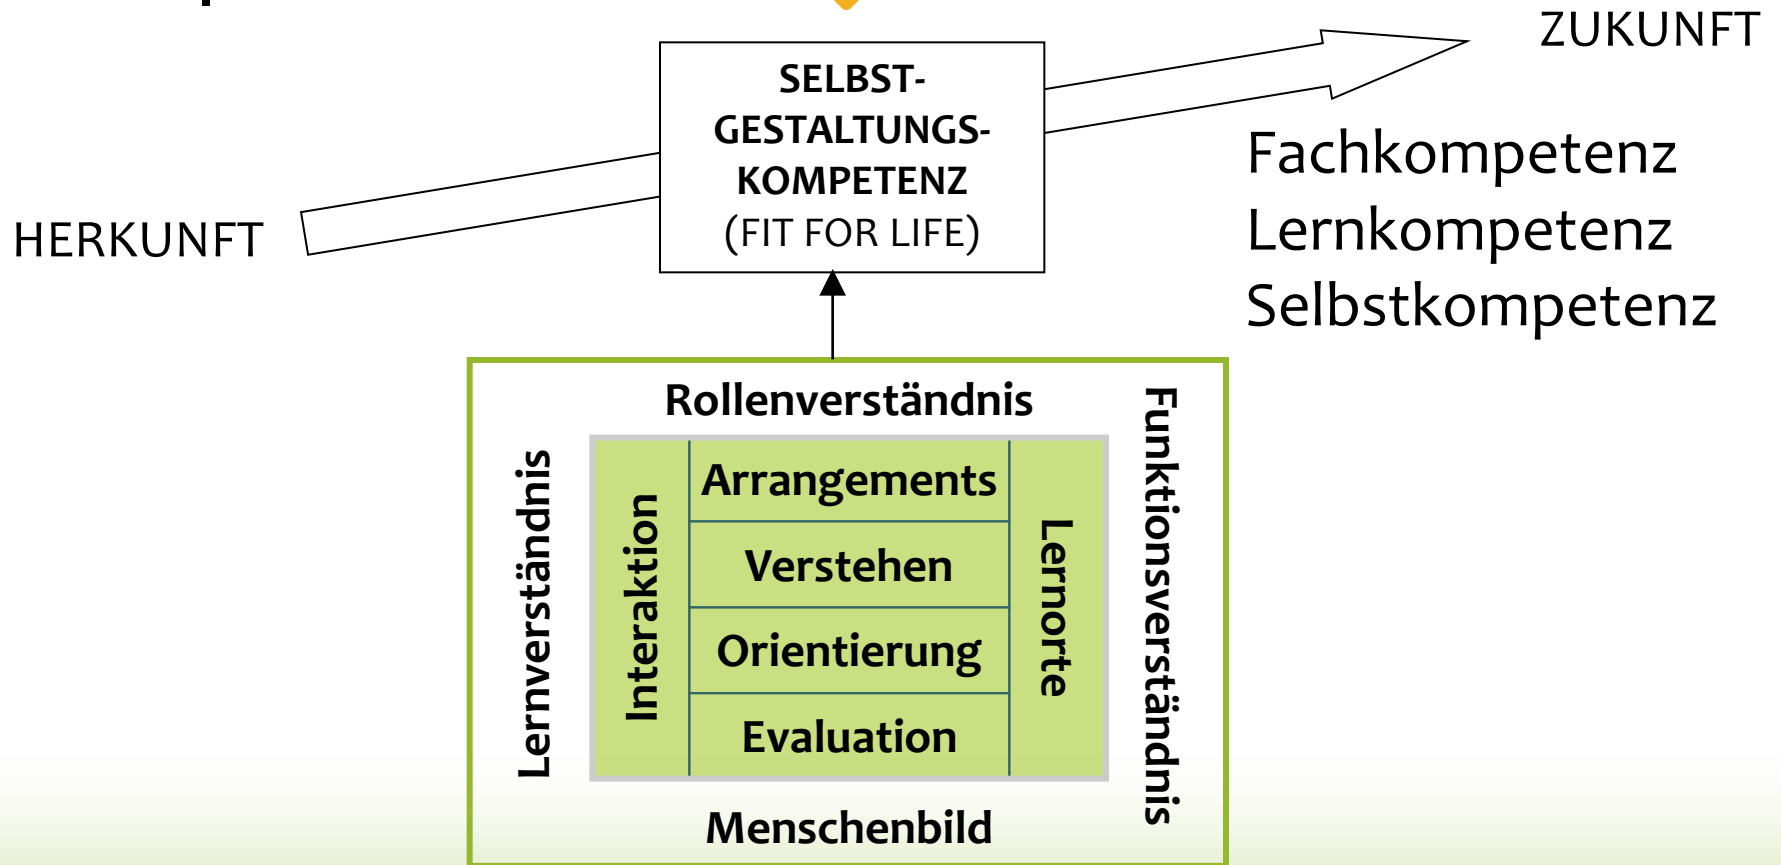 ZUKUNFT
SELBST-
GESTALTUNGS-
KOMPETENZ
(FIT FOR LIFE)
HERKUNFT
Fachkompetenz
Lernkompetenz
Selbstkompetenz
Rollenverständnis
Lernverständnis
Interaktion
Arrangements
Verstehen
Orientierung
Evaluation
Lernorte
Funktionsverständnis
Menschenbild